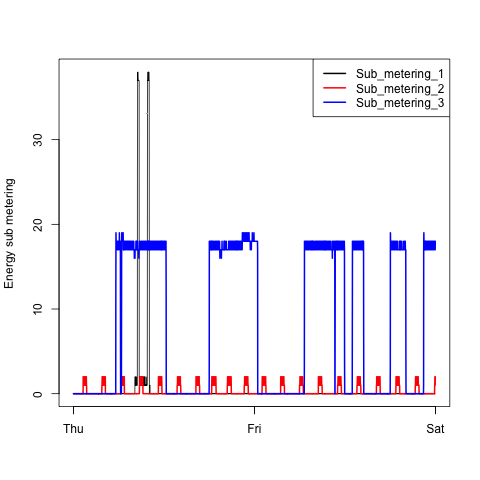 Sub_metering_1
Sub_metering_2
Sub_metering_3
Energy sub metering
30
20
10
0
Thu Fri Sat